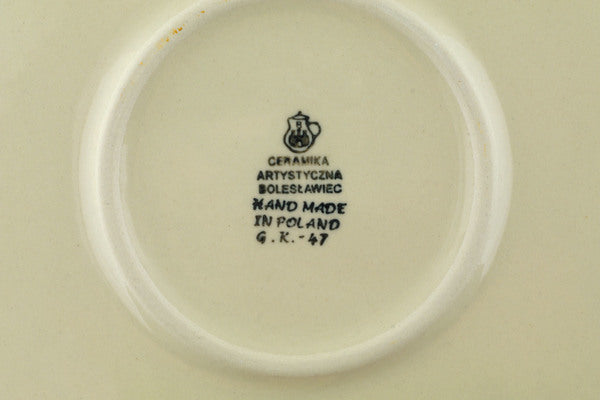 CERAMIKA
ARTYSTYCZNA
BOLESŁAWIEC
HAND MADE
IN POLAND
G.K.-47